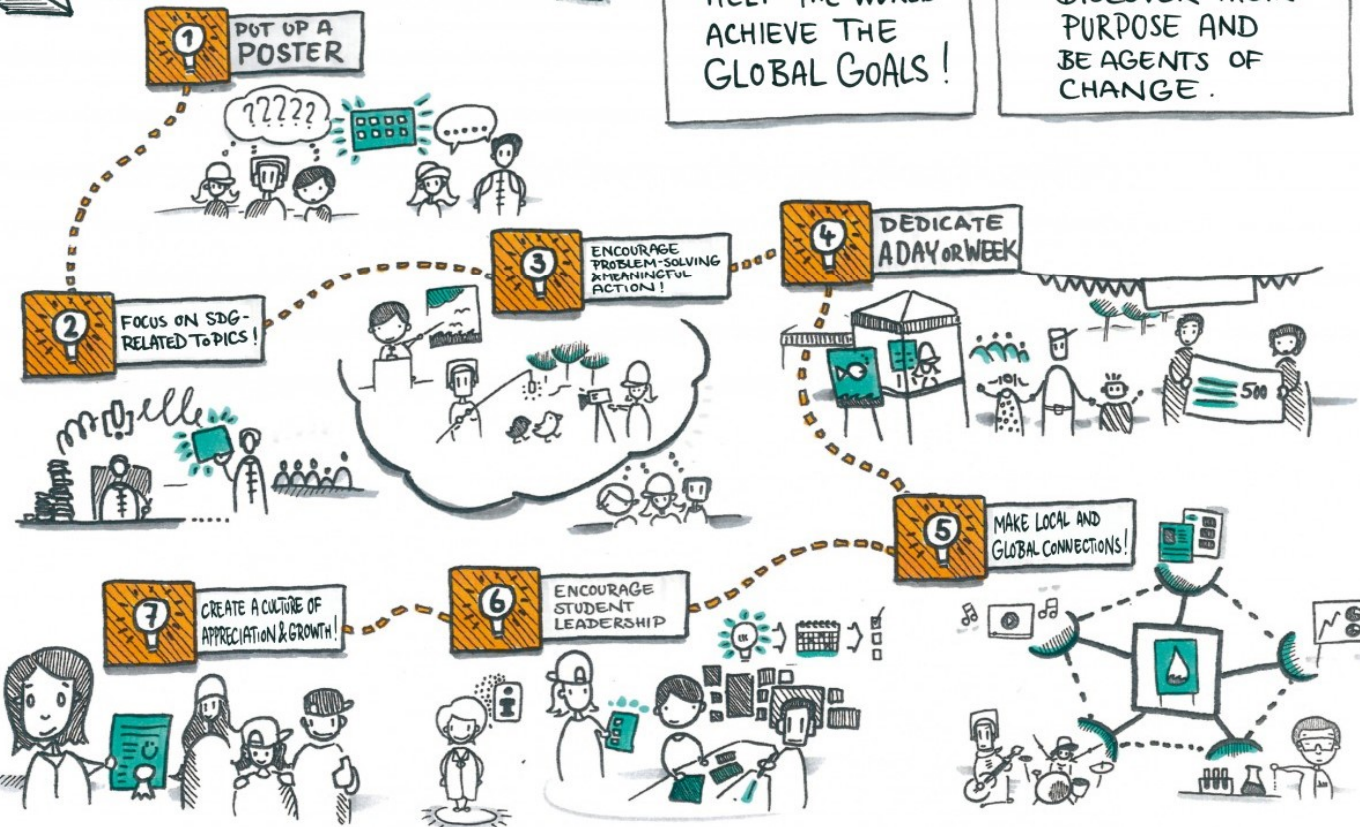 ACHIEVE THE
GLOBAL GOALS!
PURPOSE AND
BE AGENTS OF
CHANGE.
1
PUT UP A
POSTER
?????
2
FOCUS ON SDG-
RELATED TOPICS!
3
ENCOURAGE
PROBLEM-SOLVING
& MEANINGFUL
ACTION!
4
DEDICATE
A DAY OR WEEK
500
5
MAKE LOCAL AND
GLOBAL CONNECTIONS!
6
ENCOURAGE
STUDENT
LEADERSHIP
i
7
CREATE A CULTURE OF
APPRECIATION & GROWTH!